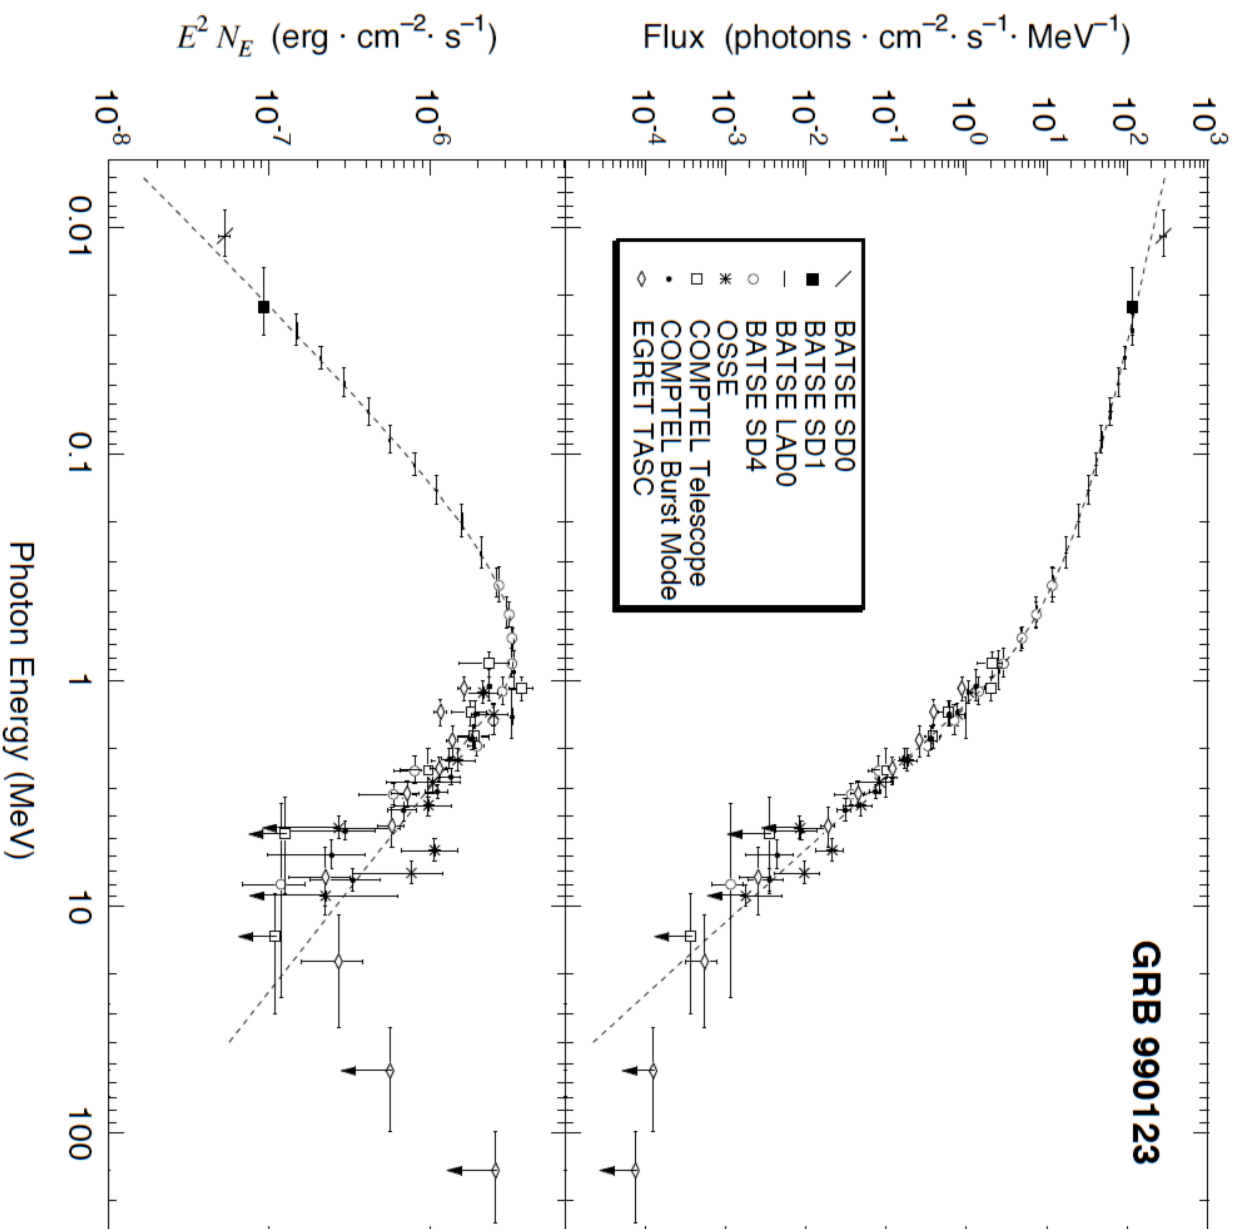 GRB 990123
Flux (photons · cm⁻² · s⁻¹ · MeV⁻¹)
10³
10²
10¹
10⁰
10⁻¹
10⁻²
10⁻³
10⁻⁴
BATSE SD0
BATSE SD1
BATSE LAD0
BATSE SD4
OSSE
COMPTEL Telescope
COMPTEL Burst Mode
EGRET TASC
E² N_E (erg · cm⁻² · s⁻¹)
10⁻⁶
10⁻⁷
10⁻⁸
0.01 0.1 1 10 100
Photon Energy (MeV)